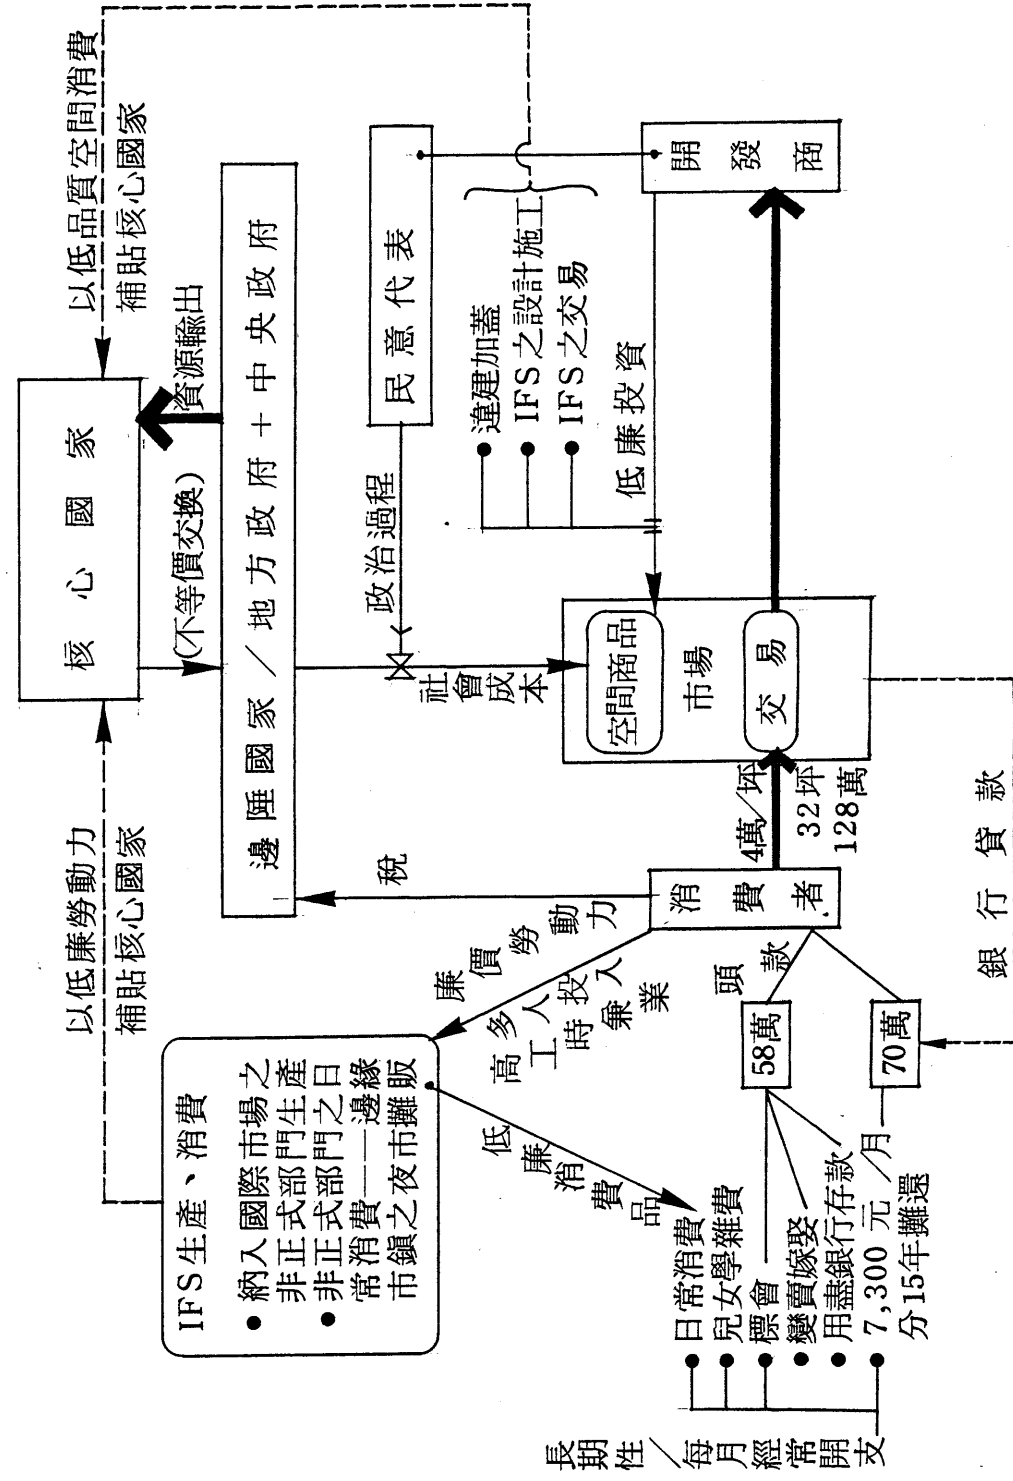 核心國家
以低廉勞動力
補貼核心國家
以低品質空間消費
補貼核心國家
(不等價交換)
資源輸出
邊陲國家／地方政府＋中央政府
IFS生產、消費
納入國際市場之
非正式部門生產
非正式部門之日
常消費——邊緣
市鎮之夜市攤販
稅
政治過程
民意代表
社會成本
違建加蓋
IFS之設計施工
IFS之交易
低廉投資
開發商
空間商品
市場
交易
4萬／坪
32坪
128萬
消費者
廉價勞動力
高工時
多人投入
兼業
低廉消費品
頭款
58萬
70萬
銀行貸款
日常消費
兒女學雜費
標會
變賣嫁娶
用盡銀行存款
7,300元／月
分15年攤還
長期性／每月經常開支